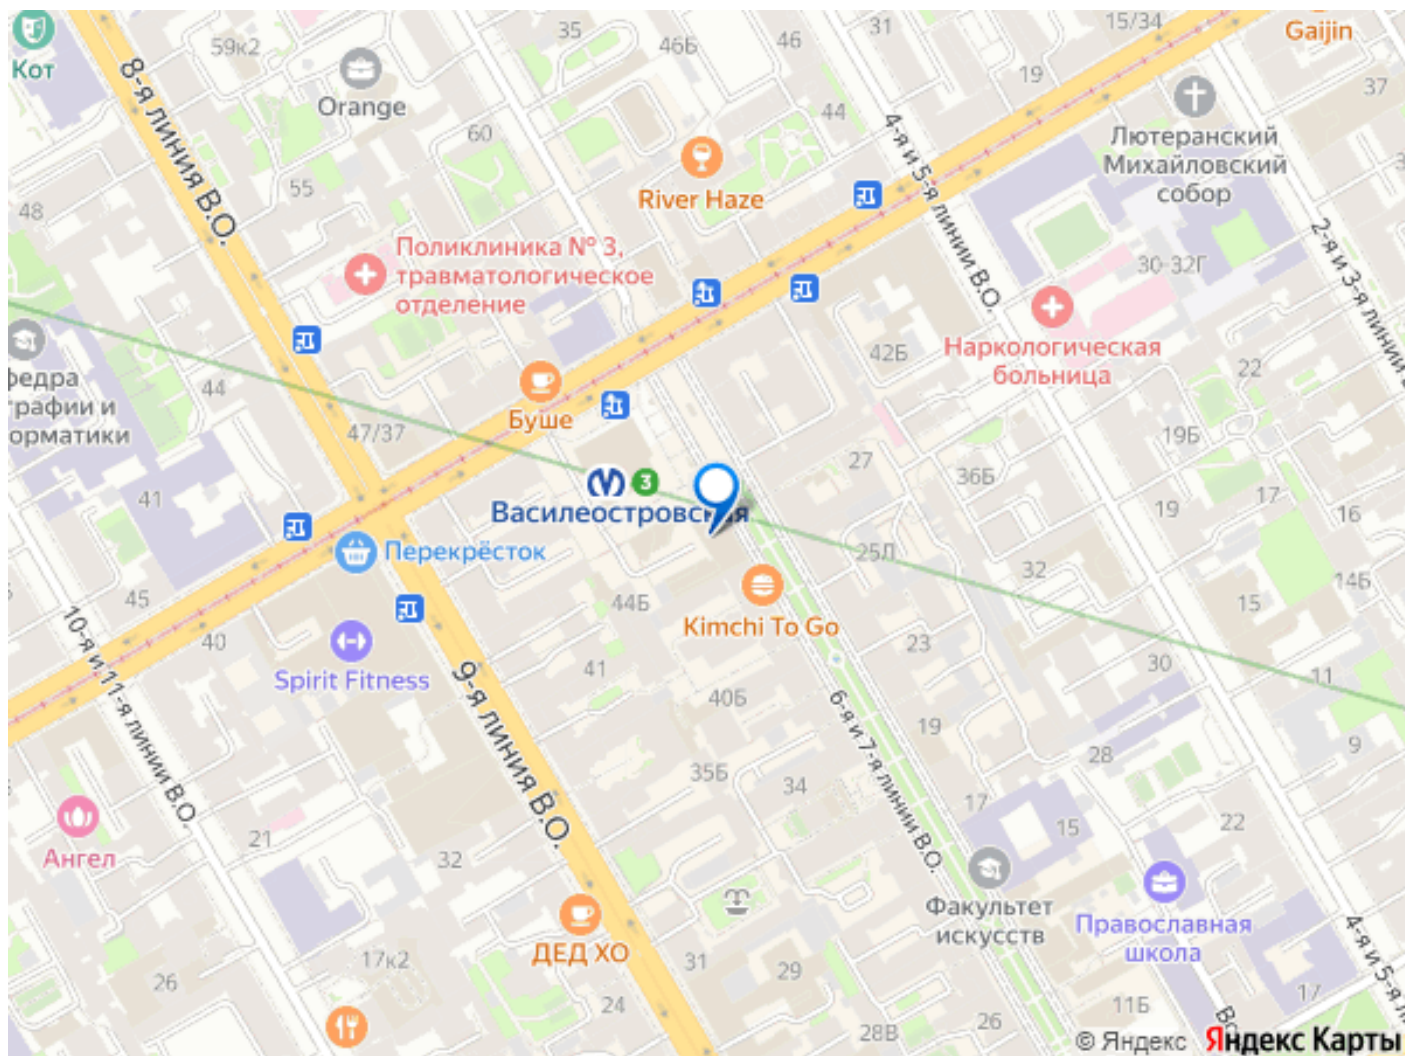 35
46Б
46
31
15/34
Gaijin
59к2
Кот
8-я линия В.О.
Orange
19
37
44
60
4-я и 5-я линии В.О.
Лютеранский
Михайловский
собор
55
River Haze
48
2-я и 3-я линии В
Поликлиника № 3,
травматологическое
отделение
30-32Г
42Б
Наркологическая
больница
22
федра
графии и
орматики
44
Буше
47/37
19Б
27
36Б
3
41
17
Василеостровская
19
16
Перекрёсток
25Л
32
14Б
45
44Б
15
Kimchi To Go
40
10-я и 11-я линии В.О.
23
Spirit Fitness
41
30
11
9-я линия В.О.
40Б
6-я и 7-я линии В.О.
19
9
28
35Б
34
17
15
22
21
Ангел
32
Факультет
искусств
Православная
школа
4-я и 5-я л
ДЕД ХО
17к2
31
29
26
24
11Б
17
26
28В
© Яндекс Яндекс Карты